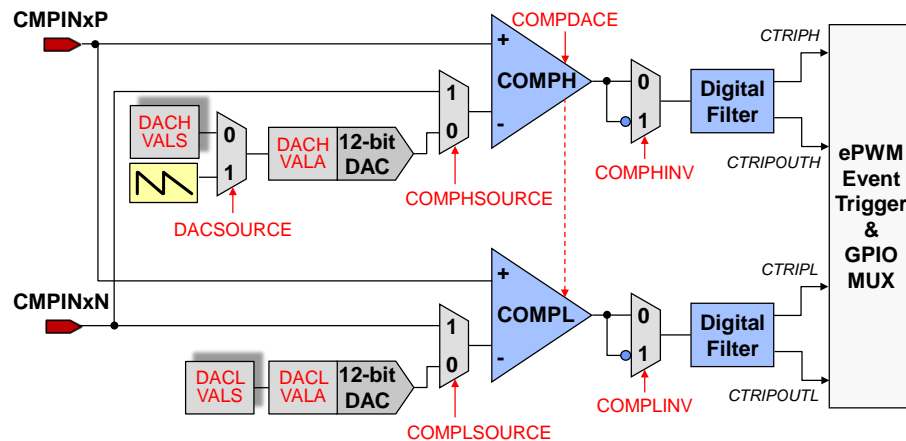 CMPINxP
COMPDACE
CTRIPH
+
COMPH
-
1
0
0
1
Digital
Filter
DACH
VALS
0
1
DACH
VALA
12-bit
DAC
CTRIPOUTH
COMPHINV
COMPHSOURCE
DACSOURCE
ePWM
Event
Trigger
&
GPIO
MUX
CMPINxN
+
COMPL
-
1
0
0
1
Digital
Filter
CTRIPL
DACL
VALS
DACL
VALA
12-bit
DAC
CTRIPOUTL
COMPLINV
COMPLSOURCE